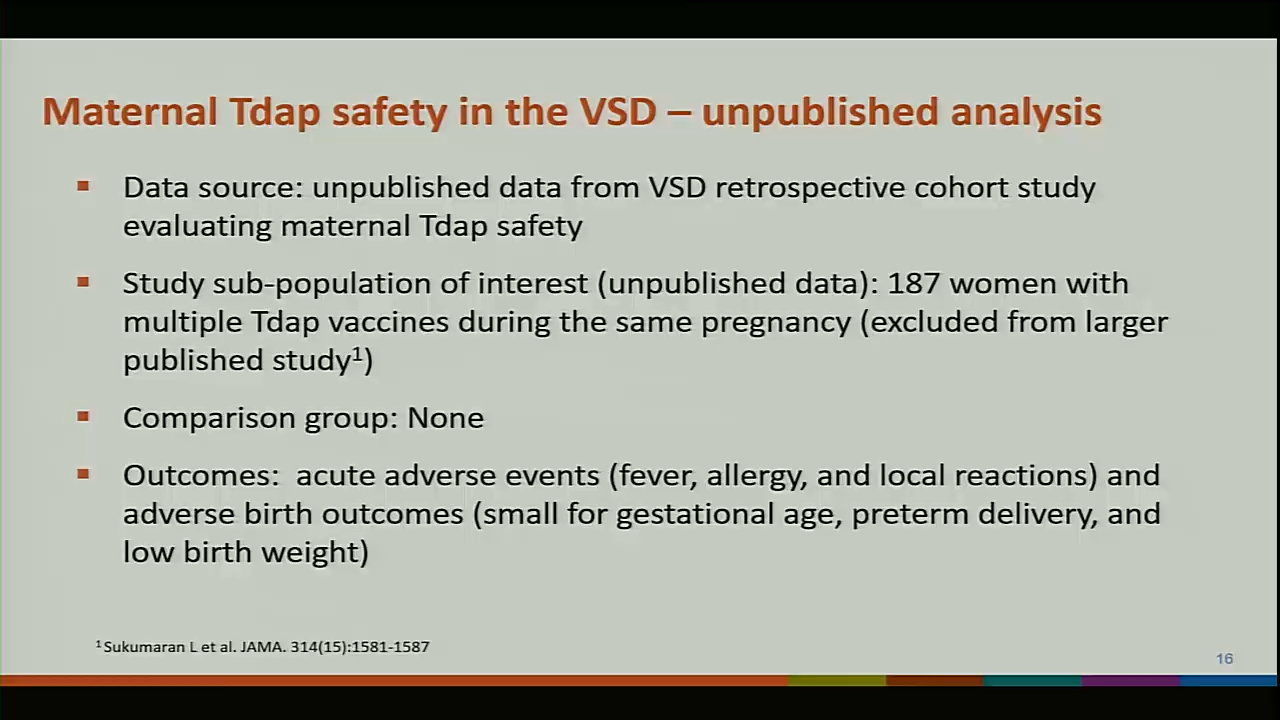 Maternal Tdap safety in the VSD – unpublished analysis
▪ Data source: unpublished data from VSD retrospective cohort study
evaluating maternal Tdap safety
▪ Study sub-population of interest (unpublished data): 187 women with
multiple Tdap vaccines during the same pregnancy (excluded from larger
published study¹)
▪ Comparison group: None
▪ Outcomes: acute adverse events (fever, allergy, and local reactions) and
adverse birth outcomes (small for gestational age, preterm delivery, and
low birth weight)
¹ Sukumaran L et al. JAMA. 314(15):1581-1587
16